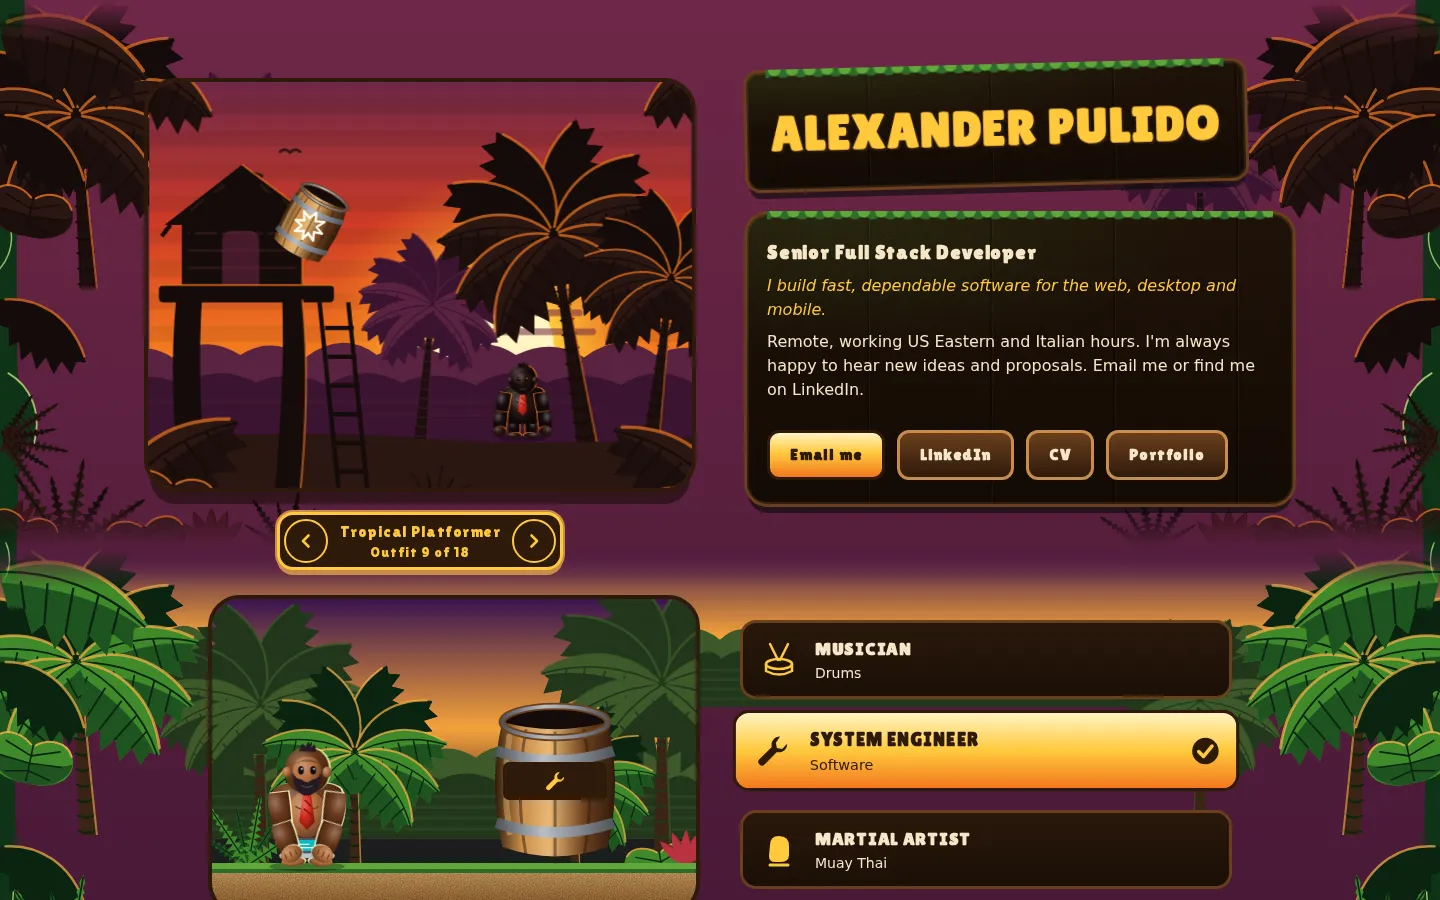 ALEXANDER PULIDO
Senior Full Stack Developer
I build fast, dependable software for the web, desktop and
mobile.
Remote, working US Eastern and Italian hours. I'm always
happy to hear new ideas and proposals. Email me or find me
on LinkedIn.
Email me
LinkedIn
CV
Portfolio
Tropical Platformer
Outfit 9 of 18
MUSICIAN
Drums
SYSTEM ENGINEER
Software
MARTIAL ARTIST
Muay Thai